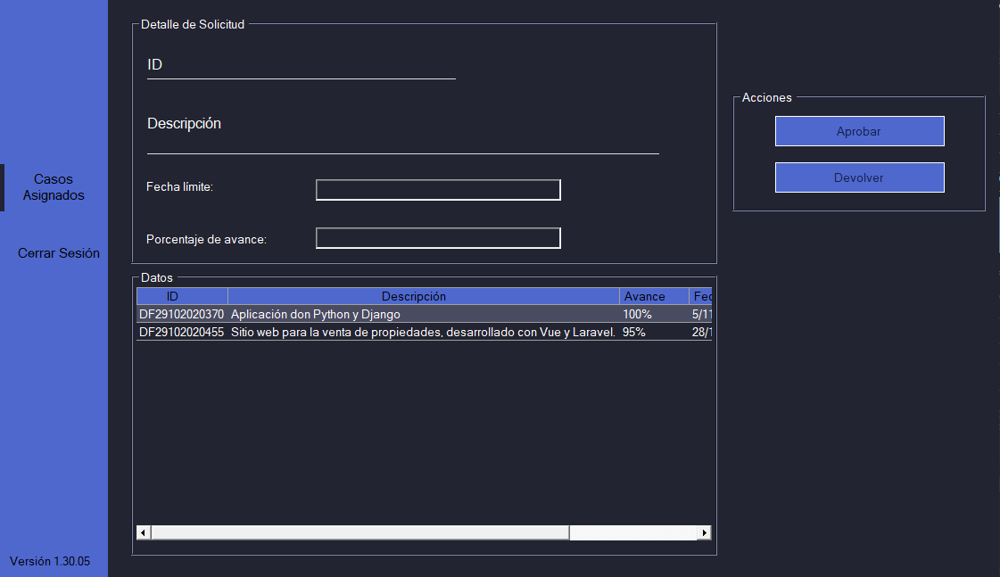 Casos
Asignados
Cerrar Sesión
Versión 1.30.05
Detalle de Solicitud
ID
Descripción
Fecha límite:
Porcentaje de avance:
Acciones
Aprobar
Devolver
Datos
ID Descripción Avance Fec
DF29102020370 Aplicación don Python y Django 100% 5/11
DF29102020455 Sitio web para la venta de propiedades, desarrollado con Vue y Laravel. 95% 28/1